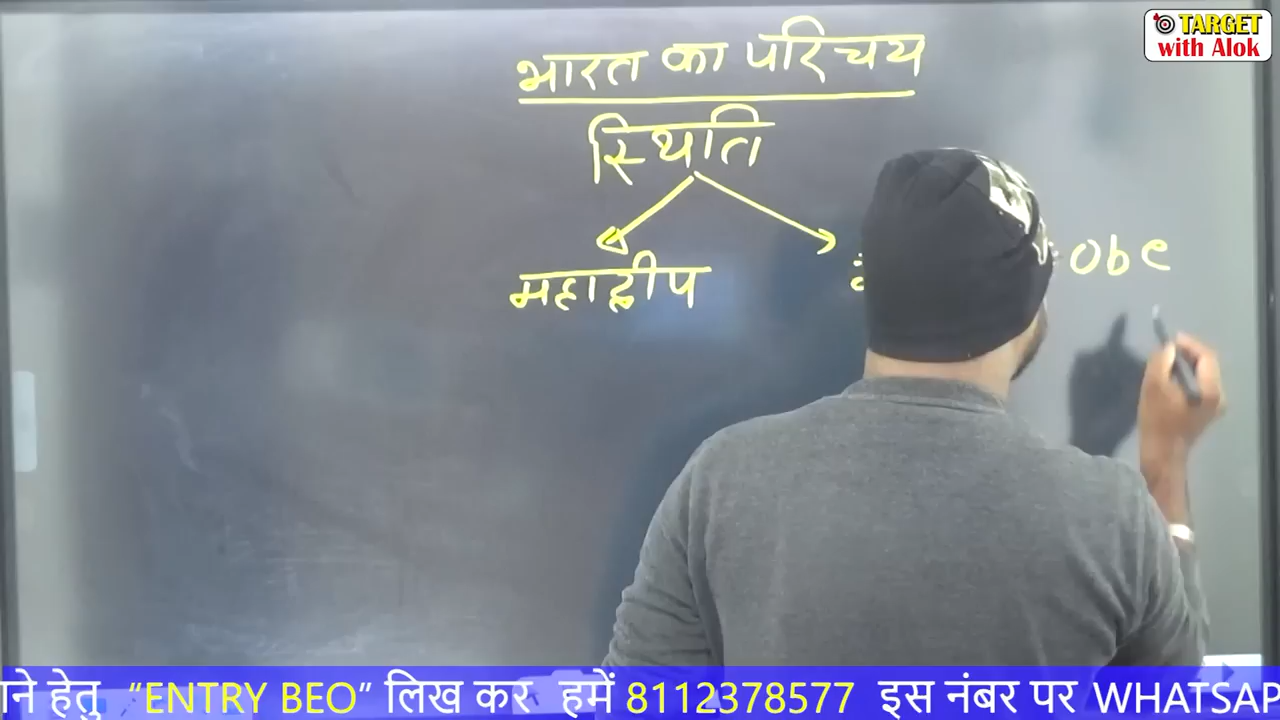 TARGET
with Alok
भारत का परिचय
स्थिति
महाद्वीप
obe
ने हेतु "ENTRY BEO" लिख कर हमें 8112378577 इस नंबर पर WHATSAP